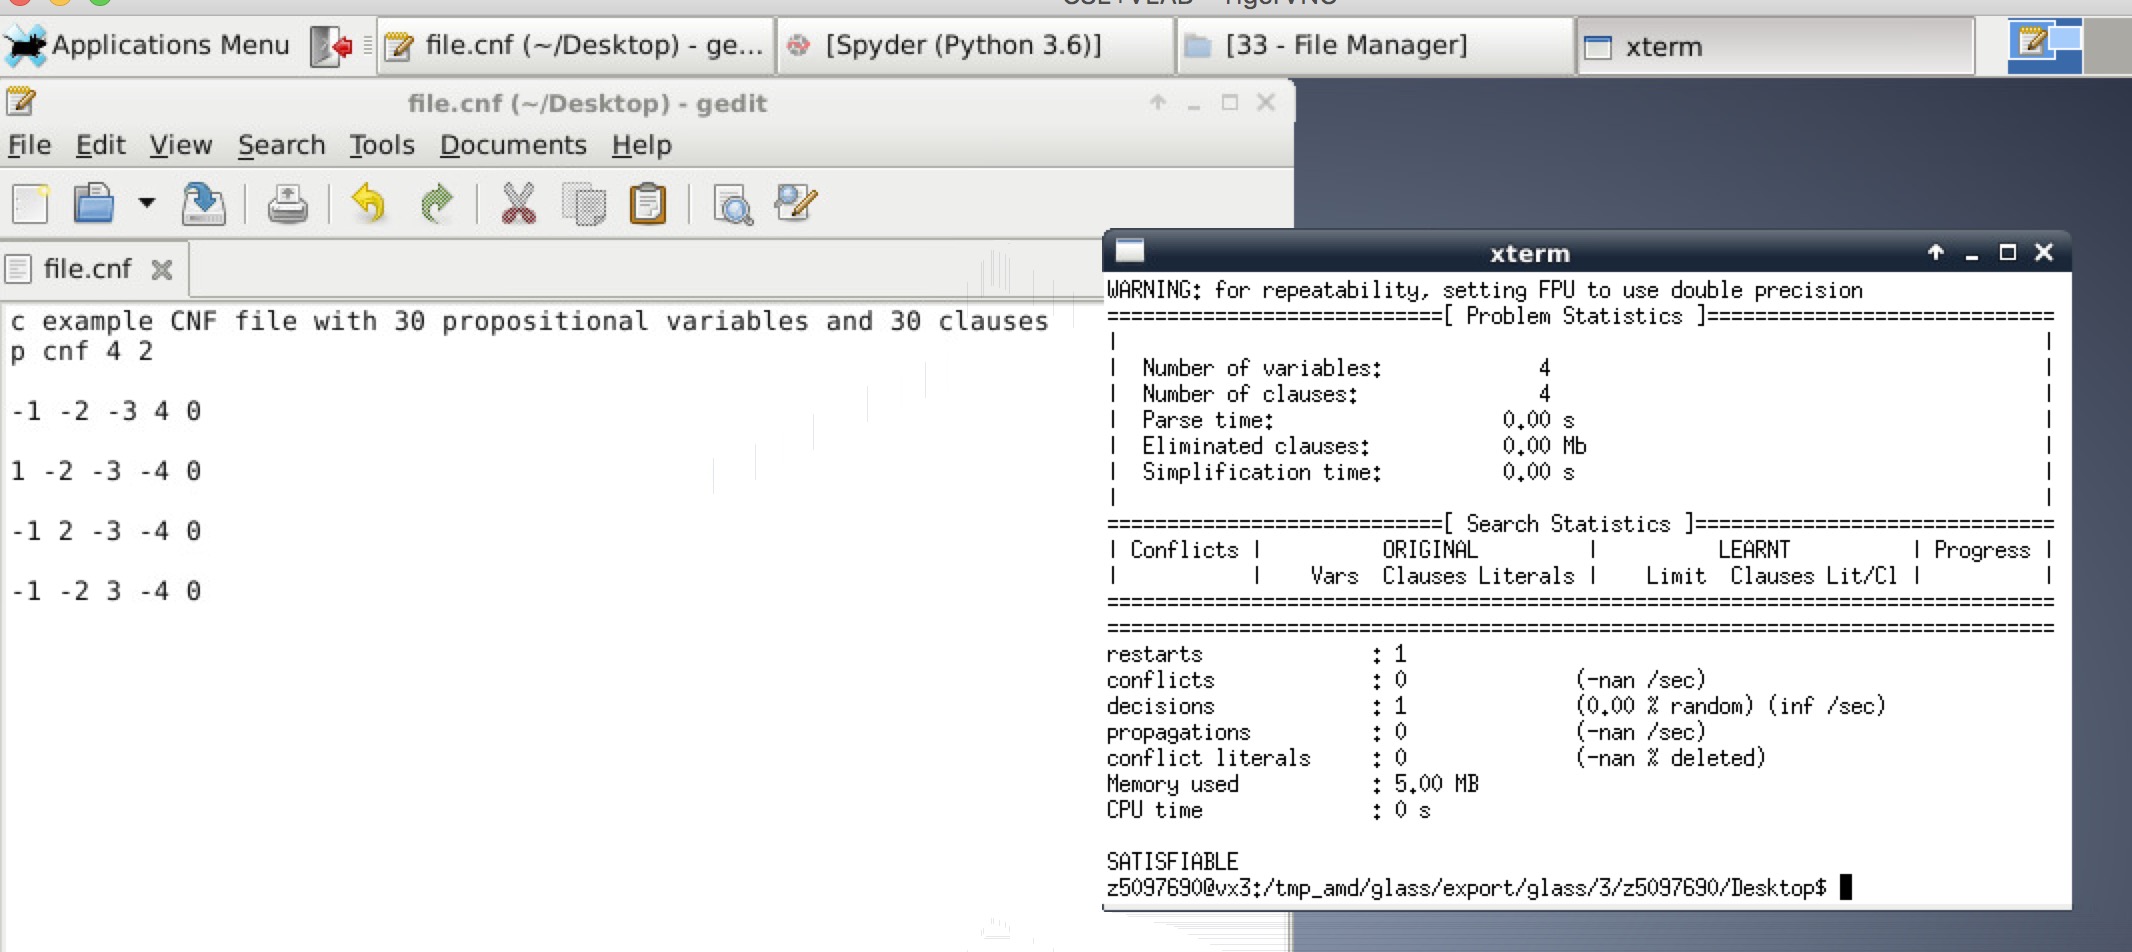 Applications Menu
file.cnf (~/Desktop) - ge...
[Spyder (Python 3.6)]
[33 - File Manager]
xterm
file.cnf (~/Desktop) - gedit
File Edit View Search Tools Documents Help
file.cnf
c example CNF file with 30 propositional variables and 30 clauses
p cnf 4 2
-1 -2 -3 4 0
1 -2 -3 -4 0
-1 2 -3 -4 0
-1 -2 3 -4 0
xterm
WARNING: for repeatability, setting FPU to use double precision
============================[ Problem Statistics ]=============================
|                                                                             |
|  Number of variables:             4                                         |
|  Number of clauses:               4                                         |
|  Parse time:                   0.00 s                                       |
|  Eliminated clauses:           0.00 Mb                                      |
|  Simplification time:          0.00 s                                       |
|                                                                             |
============================[ Search Statistics ]==============================
| Conflicts |          ORIGINAL         |          LEARNT          | Progress |
|           |    Vars  Clauses Literals |    Limit  Clauses Lit/Cl |          |
===============================================================================
===============================================================================
restarts              : 1
conflicts             : 0              (-nan /sec)
decisions             : 1              (0.00 % random) (inf /sec)
propagations          : 0              (-nan /sec)
conflict literals     : 0              (-nan % deleted)
Memory used           : 5.00 MB
CPU time              : 0 s
SATISFIABLE
z5097690@vx3:/tmp_amd/glass/export/glass/3/z5097690/Desktop$